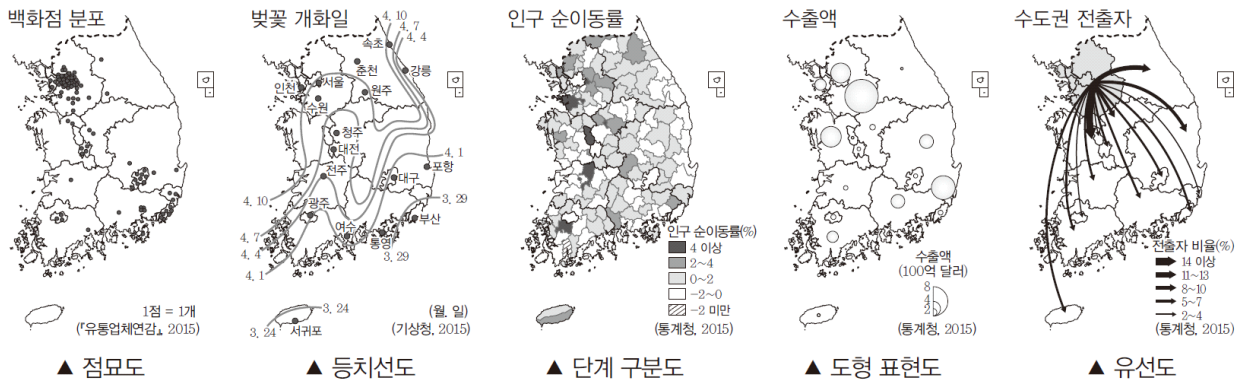 백화점 분포
1점 = 1개
(『유통업체연감』, 2015)
▲ 점묘도
벚꽃 개화일
4. 10
4. 7
4. 4
속초
춘천
강릉
인천
서울
원주
수원
청주
대전
4. 1
포항
전주
대구
3. 29
4. 10
광주
부산
여수
4. 7
통영
4. 4
3. 29
4. 1
3. 24
3. 24
서귀포
(월. 일)
(기상청, 2015)
▲ 등치선도
인구 순이동률
인구 순이동률(%)
4 이상
2~4
0~2
-2~0
-2 미만
(통계청, 2015)
▲ 단계 구분도
수출액
수출액
(100억 달러)
8
4
2
(통계청, 2015)
▲ 도형 표현도
수도권 전출자
전출자 비율(%)
14 이상
11~13
8~10
5~7
2~4
(통계청, 2015)
▲ 유선도